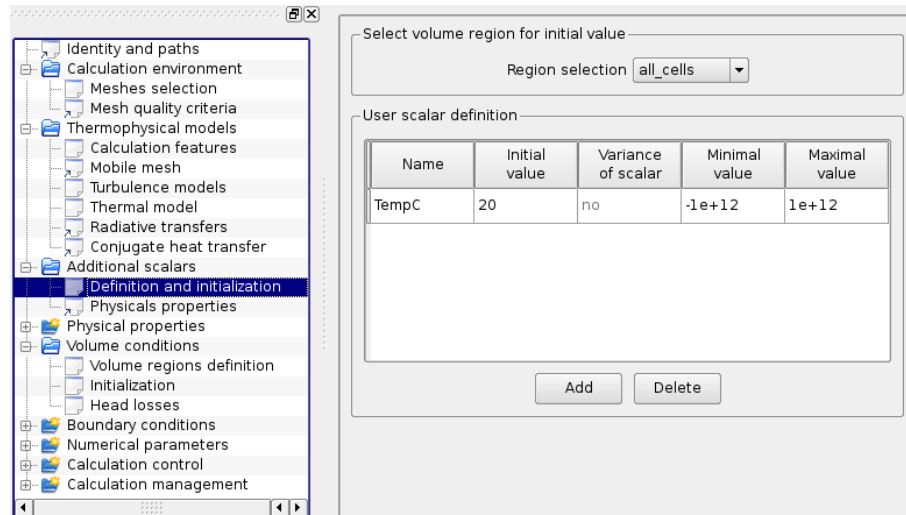 Identity and paths
Calculation environment
Meshes selection
Mesh quality criteria
Thermophysical models
Calculation features
Mobile mesh
Turbulence models
Thermal model
Radiative transfers
Conjugate heat transfer
Additional scalars
Definition and initialization
Physicals properties
Physical properties
Volume conditions
Volume regions definition
Initialization
Head losses
Boundary conditions
Numerical parameters
Calculation control
Calculation management
Select volume region for initial value
Region selection all_cells
User scalar definition
Name Initial value Variance of scalar Minimal value Maximal value
TempC 20 no -1e+12 1e+12
Add Delete